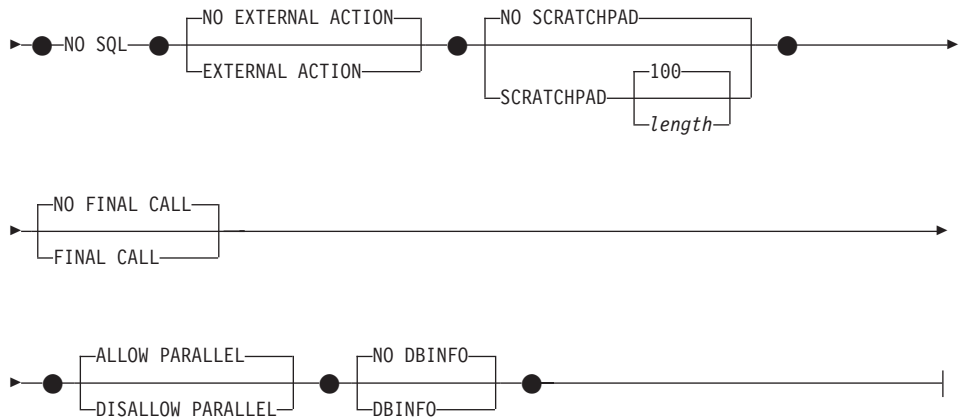 NO EXTERNAL ACTION
NO SCRATCHPAD
NO SQL
EXTERNAL ACTION
100
SCRATCHPAD
length
NO FINAL CALL
FINAL CALL
ALLOW PARALLEL
NO DBINFO
DISALLOW PARALLEL
DBINFO